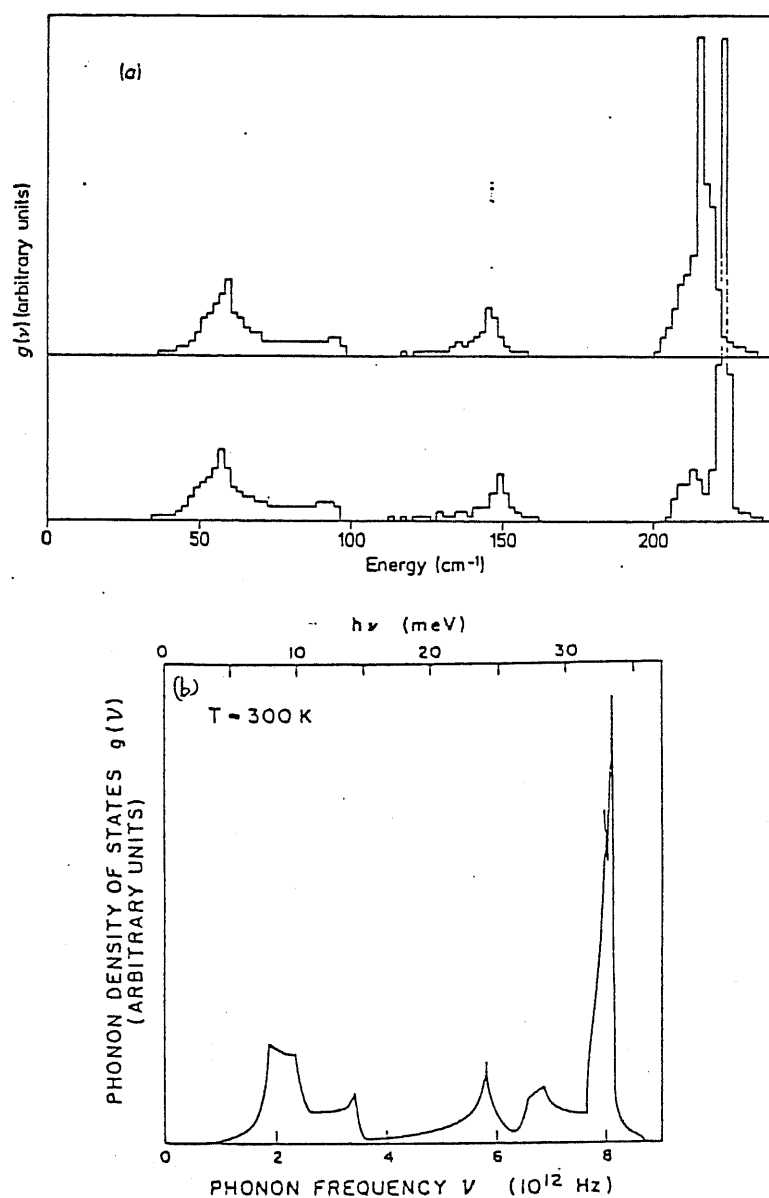 (a)
g(ν) (arbitrary units)
0 50 100 150 200
Energy (cm⁻¹)
hν (meV)
0 10 20 30
(b)
T = 300 K
PHONON DENSITY OF STATES g(ν)
(ARBITRARY UNITS)
0 2 4 6 8
PHONON FREQUENCY ν (10¹² Hz)